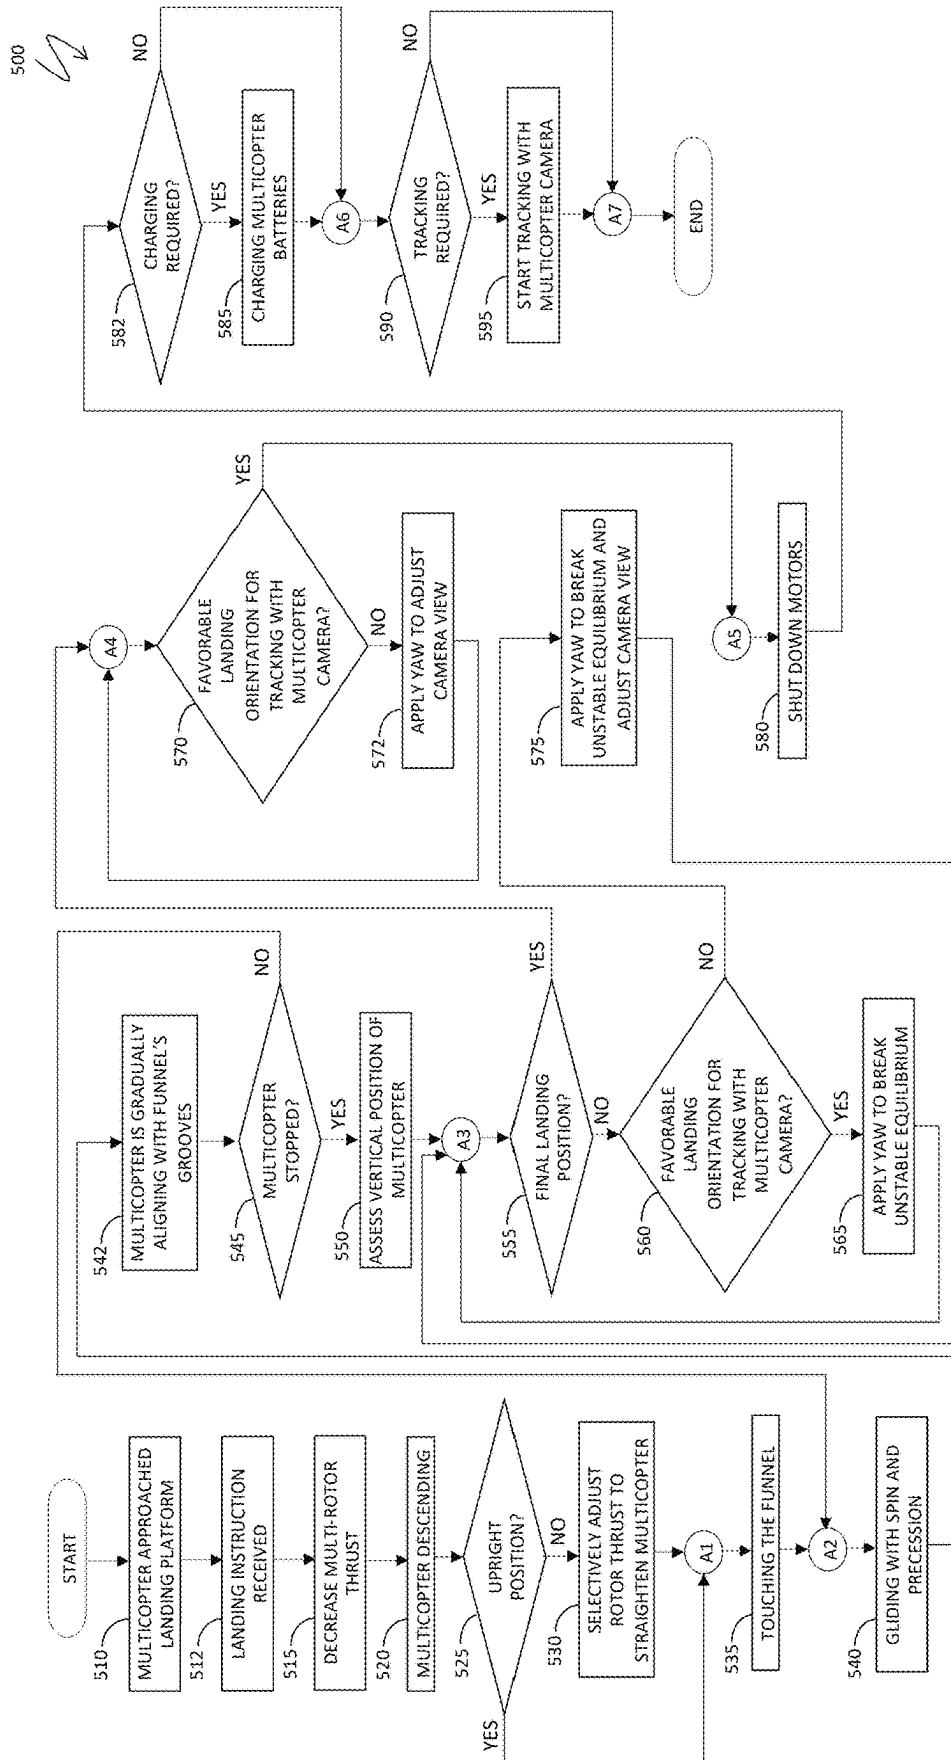 500
START
510
MULTICOPTER APPROACHED
LANDING PLATFORM
512
LANDING INSTRUCTION
RECEIVED
515
DECREASE MULTI-ROTOR
THRUST
520
MULTICOPTER DESCENDING
525
UPRIGHT
POSITION?
YES
NO
530
SELECTIVELY ADJUST
ROTOR THRUST TO
STRAIGHTEN MULTICOPTER
A1
535
TOUCHING THE FUNNEL
A2
540
GLIDING WITH SPIN AND
PRECESSION
542
MULTICOPTER IS GRADUALLY
ALIGNING WITH FUNNEL'S
GROOVES
545
MULTICOPTER
STOPPED?
NO
YES
550
ASSESS VERTICAL POSITION OF
MULTICOPTER
A3
555
FINAL LANDING
POSITION?
YES
NO
560
FAVORABLE
LANDING
ORIENTATION FOR
TRACKING WITH
MULTICOPTER
CAMERA?
NO
YES
565
APPLY YAW TO BREAK
UNSTABLE EQUILIBRIUM
A4
570
FAVORABLE
LANDING
ORIENTATION FOR
TRACKING WITH
MULTICOPTER
CAMERA?
YES
NO
572
APPLY YAW TO ADJUST
CAMERA VIEW
575
APPLY YAW TO BREAK
UNSTABLE EQUILIBRIUM AND
ADJUST CAMERA VIEW
A5
580
SHUT DOWN MOTORS
582
CHARGING
REQUIRED?
NO
YES
585
CHARGING MULTICOPTER
BATTERIES
A6
590
TRACKING
REQUIRED?
NO
YES
595
START TRACKING WITH
MULTICOPTER CAMERA
A7
END